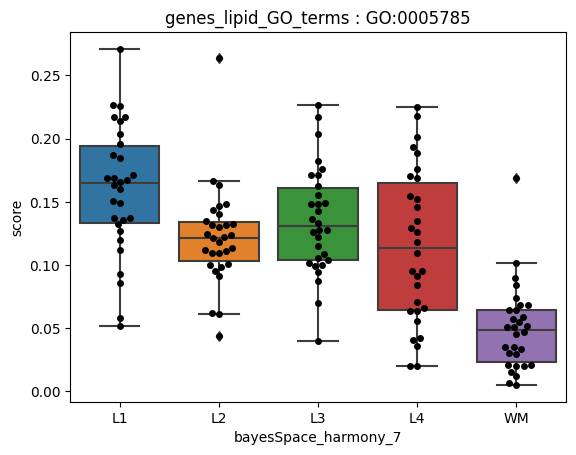 genes_lipid_GO_terms : GO:0005785
0.25
0.20
0.15
0.10
0.05
0.00
score
L1 L2 L3 L4 WM
bayesSpace_harmony_7